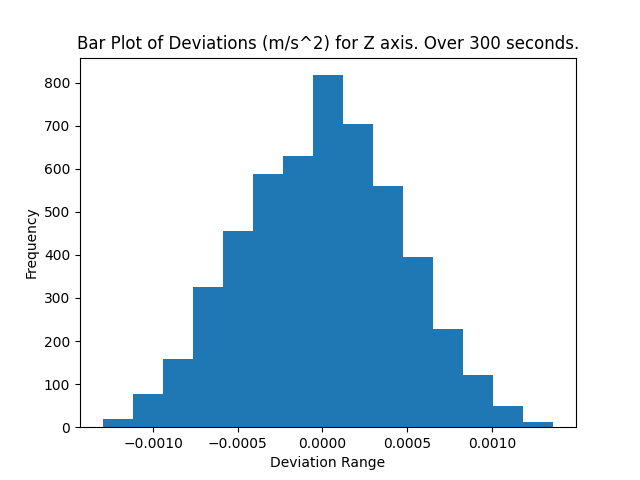 Bar Plot of Deviations (m/s^2) for Z axis. Over 300 seconds.
800
700
600
500
400
300
200
100
0
Frequency
−0.0010 −0.0005 0.0000 0.0005 0.0010
Deviation Range